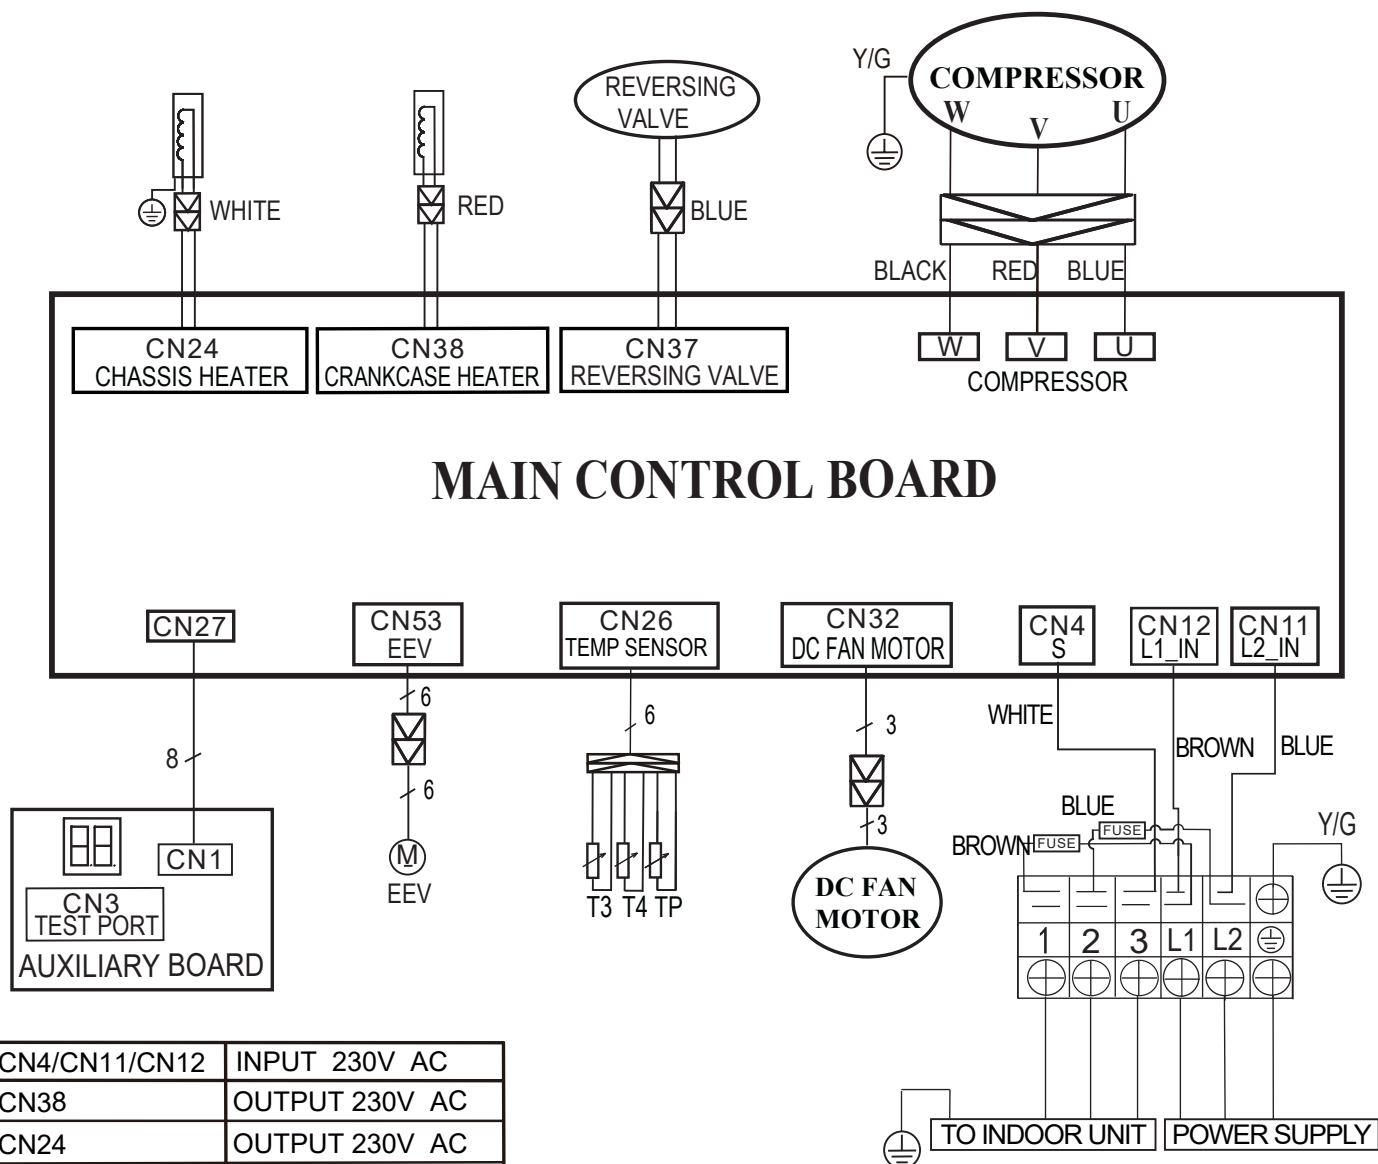 Y/G
COMPRESSOR
W
V
U
REVERSING
VALVE
WHITE
RED
BLUE
BLACK
RED
BLUE
CN24
CHASSIS HEATER
CN38
CRANKCASE HEATER
CN37
REVERSING VALVE
W
V
U
COMPRESSOR
MAIN CONTROL BOARD
CN27
CN53
EEV
CN26
TEMP SENSOR
CN32
DC FAN MOTOR
CN4
S
CN12
L1_IN
CN11
L2_IN
8
6
6
6
3
3
WHITE
BROWN
BLUE
BLUE
BROWN
FUSE
FUSE
Y/G
CN1
CN3
TEST PORT
AUXILIARY BOARD
M
EEV
T3 T4 TP
DC FAN
MOTOR
1 2 3 L1 L2
TO INDOOR UNIT
POWER SUPPLY
CN4/CN11/CN12 INPUT 230V AC
CN38 OUTPUT 230V AC
CN24 OUTPUT 230V AC